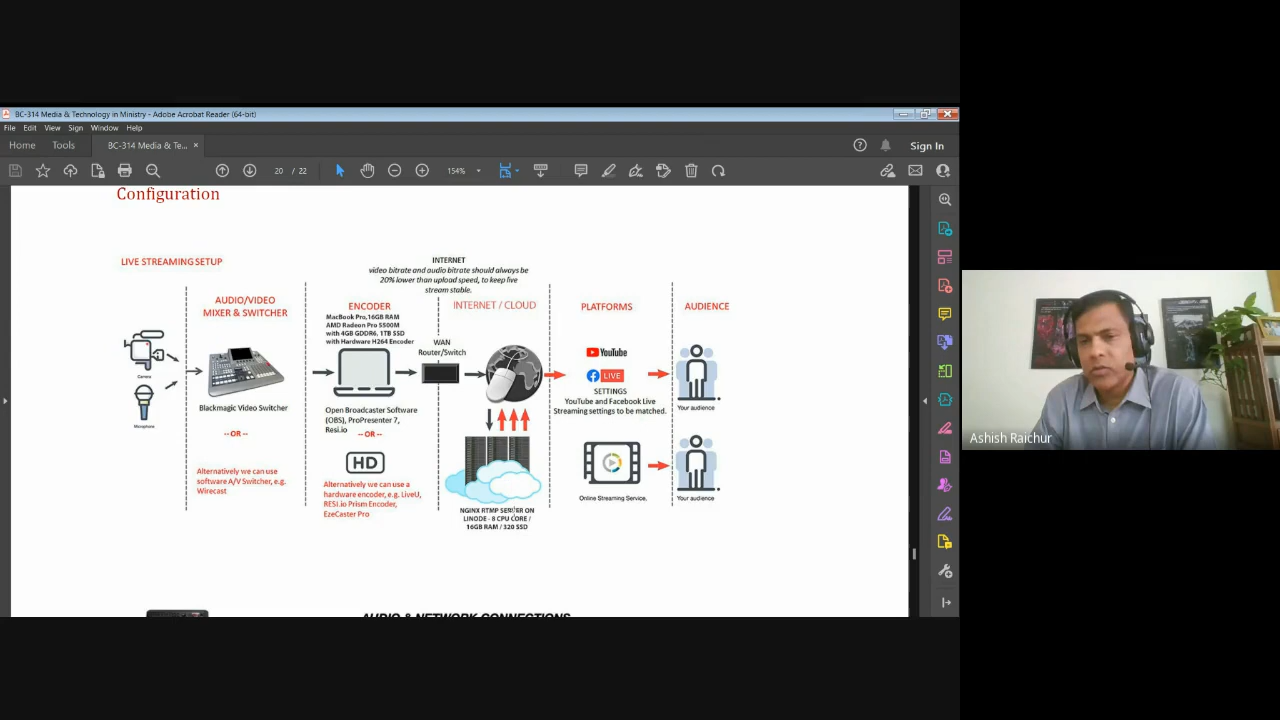 BC-314 Media & Technology in Ministry - Adobe Acrobat Reader (64-bit)
File Edit View Sign Window Help
Home Tools BC-314 Media & Te... × Sign In
20 / 22 154%
Configuration
LIVE STREAMING SETUP
INTERNET
video bitrate and audio bitrate should always be
20% lower than upload speed, to keep live
stream stable.
AUDIO/VIDEO
MIXER & SWITCHER
ENCODER
MacBook Pro,16GB RAM
AMD Radeon Pro 5500M
with 4GB GDDR6, 1TB SSD
with Hardware H264 Encoder
INTERNET / CLOUD
PLATFORMS
AUDIENCE
WAN
Router/Switch
Camera
Microphone
Blackmagic Video Switcher
-- OR --
Alternatively we can use
software A/V Switcher, e.g.
Wirecast
Open Broadcaster Software
(OBS), ProPresenter 7,
Resi.io
-- OR --
HD
Alternatively we can use a
hardware encoder, e.g. LiveU,
RESI.io Prism Encoder,
EzeCaster Pro
NGINX RTMP SERVER ON
LINODE - 8 CPU CORE /
16GB RAM / 320 SSD
YouTube
LIVE
SETTINGS
YouTube and Facebook Live
Streaming settings to be matched.
Your audience
Online Streaming Service.
Your audience
AUDIO & NETWORK CONNECTIONS
Ashish Raichur